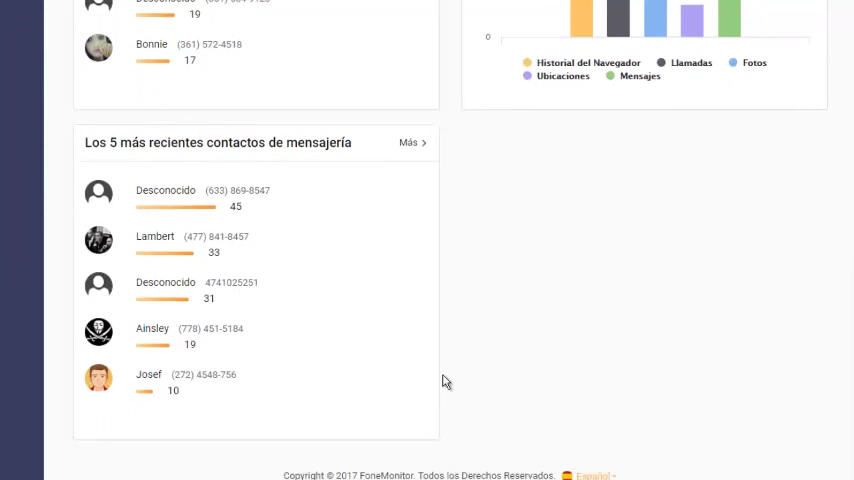 19
Bonnie (361) 572-4518
17
0
Historial del Navegador Llamadas Fotos
Ubicaciones Mensajes
Los 5 más recientes contactos de mensajería Más
Desconocido (633) 869-8547
45
Lambert (477) 841-8457
33
Desconocido 4741025251
31
Ainsley (778) 451-5184
19
Josef (272) 4548-756
10
Copyright © 2017 FoneMonitor. Todos los Derechos Reservados. Español